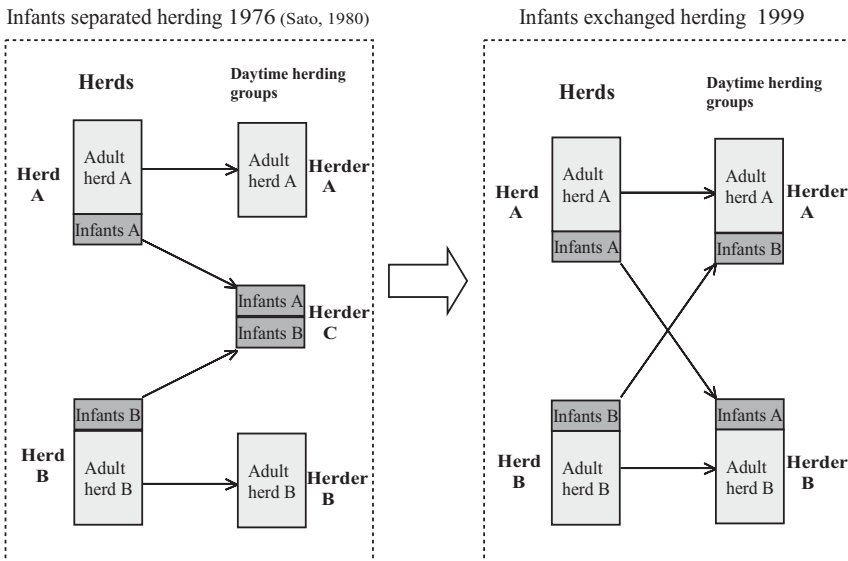 Infants separated herding 1976 (Sato, 1980)
Herds
Daytime herding
groups
Herd
A
Adult
herd A
Infants A
Adult
herd A
Herder
A
Infants A
Infants B
Herder
C
Infants B
Herd
B
Adult
herd B
Adult
herd B
Herder
B
Infants exchanged herding 1999
Herds
Daytime herding
groups
Herd
A
Adult
herd A
Infants A
Adult
herd A
Infants B
Herder
A
Infants B
Herd
B
Adult
herd B
Infants A
Adult
herd B
Herder
B